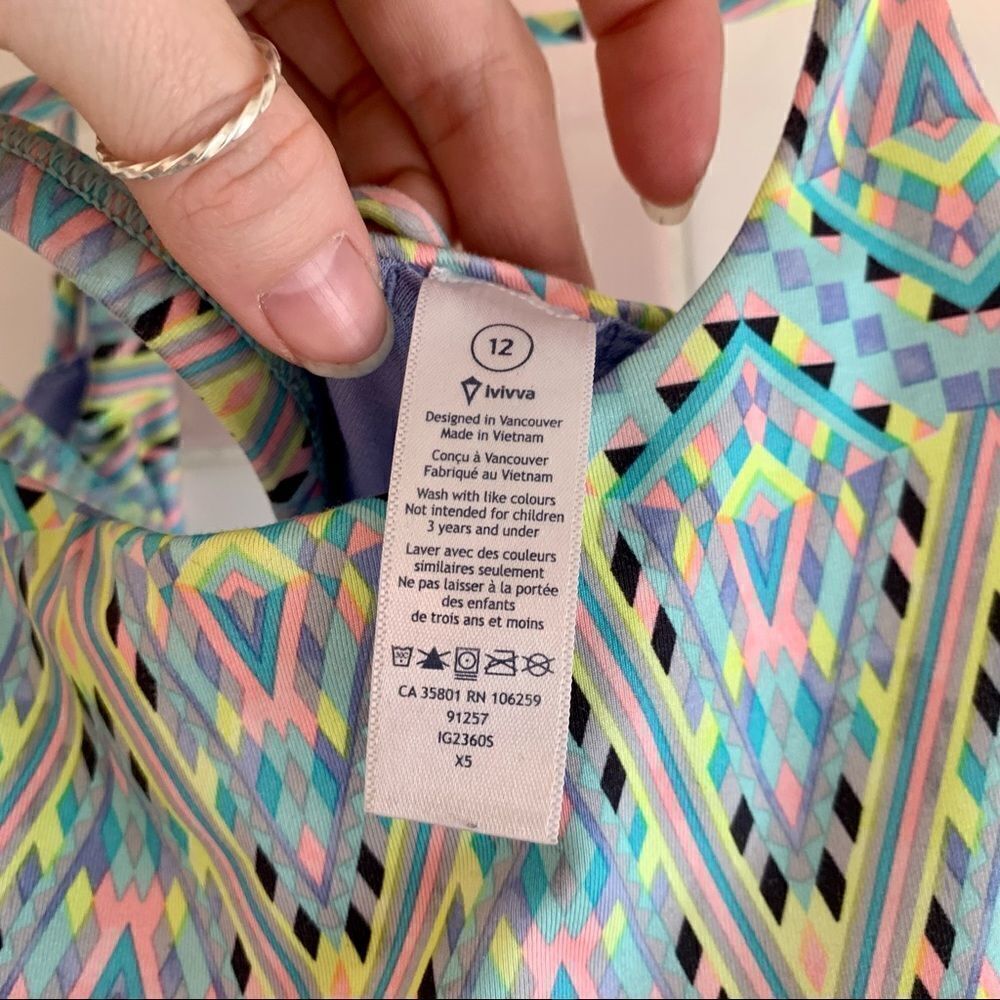 12
ivivva
Designed in Vancouver
Made in Vietnam
Conçu à Vancouver
Fabriqué au Vietnam
Wash with like colours
Not intended for children
3 years and under
Laver avec des couleurs
similaires seulement
Ne pas laisser à la portée
des enfants
de trois ans et moins
CA 35801 RN 106259
91257
IG2360S
X5